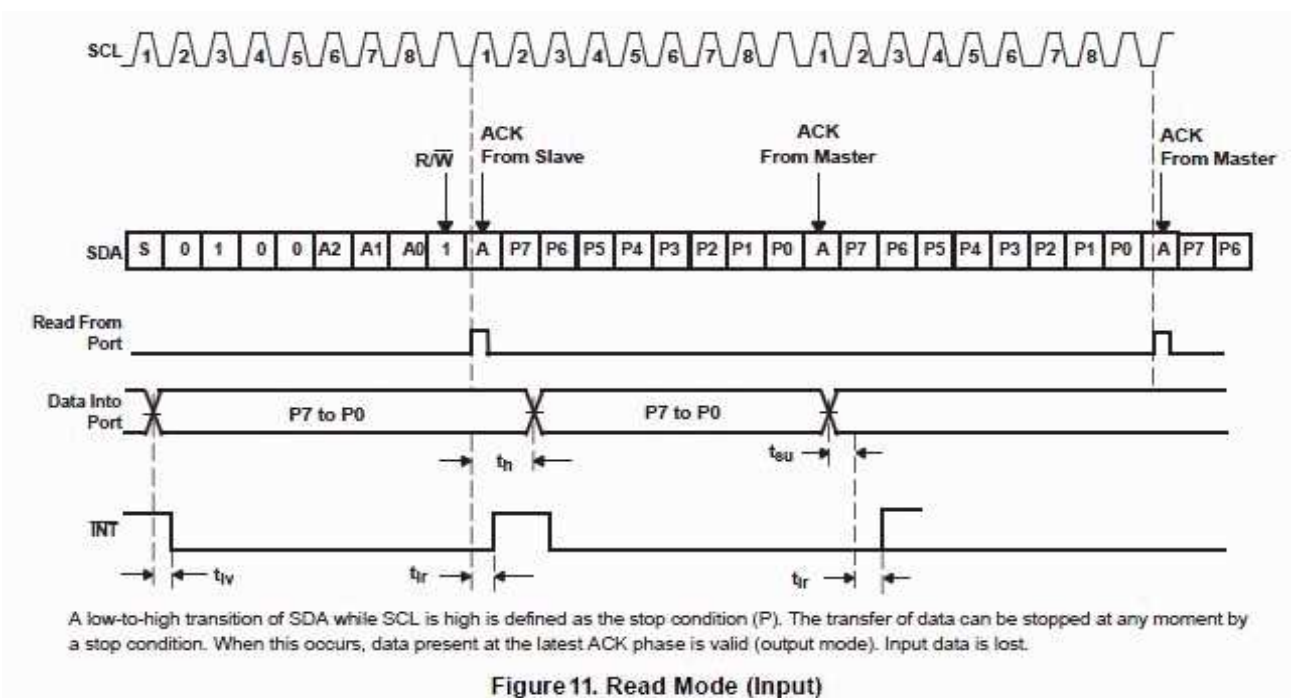 SCL 1 2 3 4 5 6 7 8 1 2 3 4 5 6 7 8 1 2 3 4 5 6 7 8
ACK
From Slave
ACK
From Master
ACK
From Master
R/W̅
SDA S 0 1 0 0 A2 A1 A0 1 A P7 P6 P5 P4 P3 P2 P1 P0 A P7 P6 P5 P4 P3 P2 P1 P0 A P7 P6
Read From
Port
Data Into
Port
P7 to P0 P7 to P0
th tsu
I̅N̅T̅
tiv tir tir
A low-to-high transition of SDA while SCL is high is defined as the stop condition (P). The transfer of data can be stopped at any moment by
a stop condition. When this occurs, data present at the latest ACK phase is valid (output mode). Input data is lost.
Figure 11. Read Mode (Input)